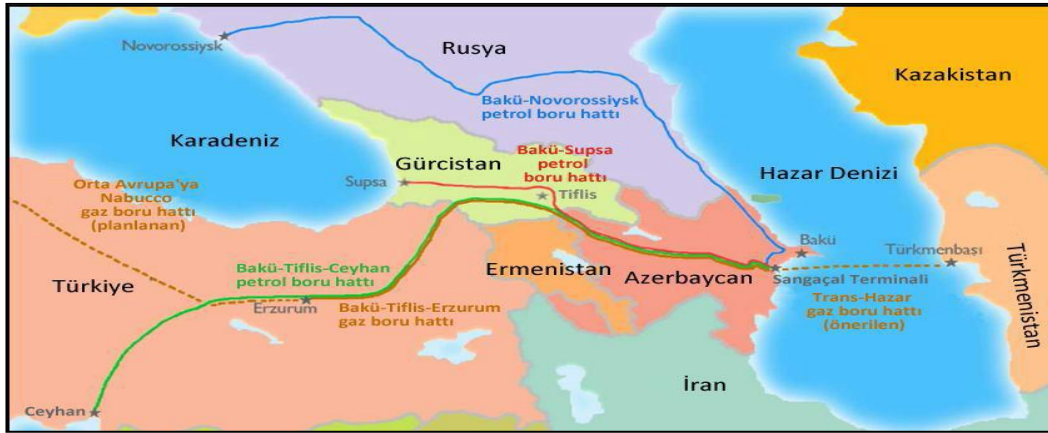 Novorossiysk
Rusya
Kazakistan
Bakü-Novorossiysk
petrol boru hattı
Karadeniz
Bakü-Supsa
petrol
boru hattı
Gürcistan
Hazar Denizi
Supsa
Tiflis
Orta Avrupa'ya
Nabucco
gaz boru hattı
(planlanan)
Bakü
Türkmenbaşı
Bakü-Tiflis-Ceyhan
petrol boru hattı
Ermenistan
Azerbaycan
Sangaçal Terminali
Türkiye
Erzurum
Bakü-Tiflis-Erzurum
gaz boru hattı
Trans-Hazar
gaz boru hattı
(önerilen)
Türkmenistan
İran
Ceyhan